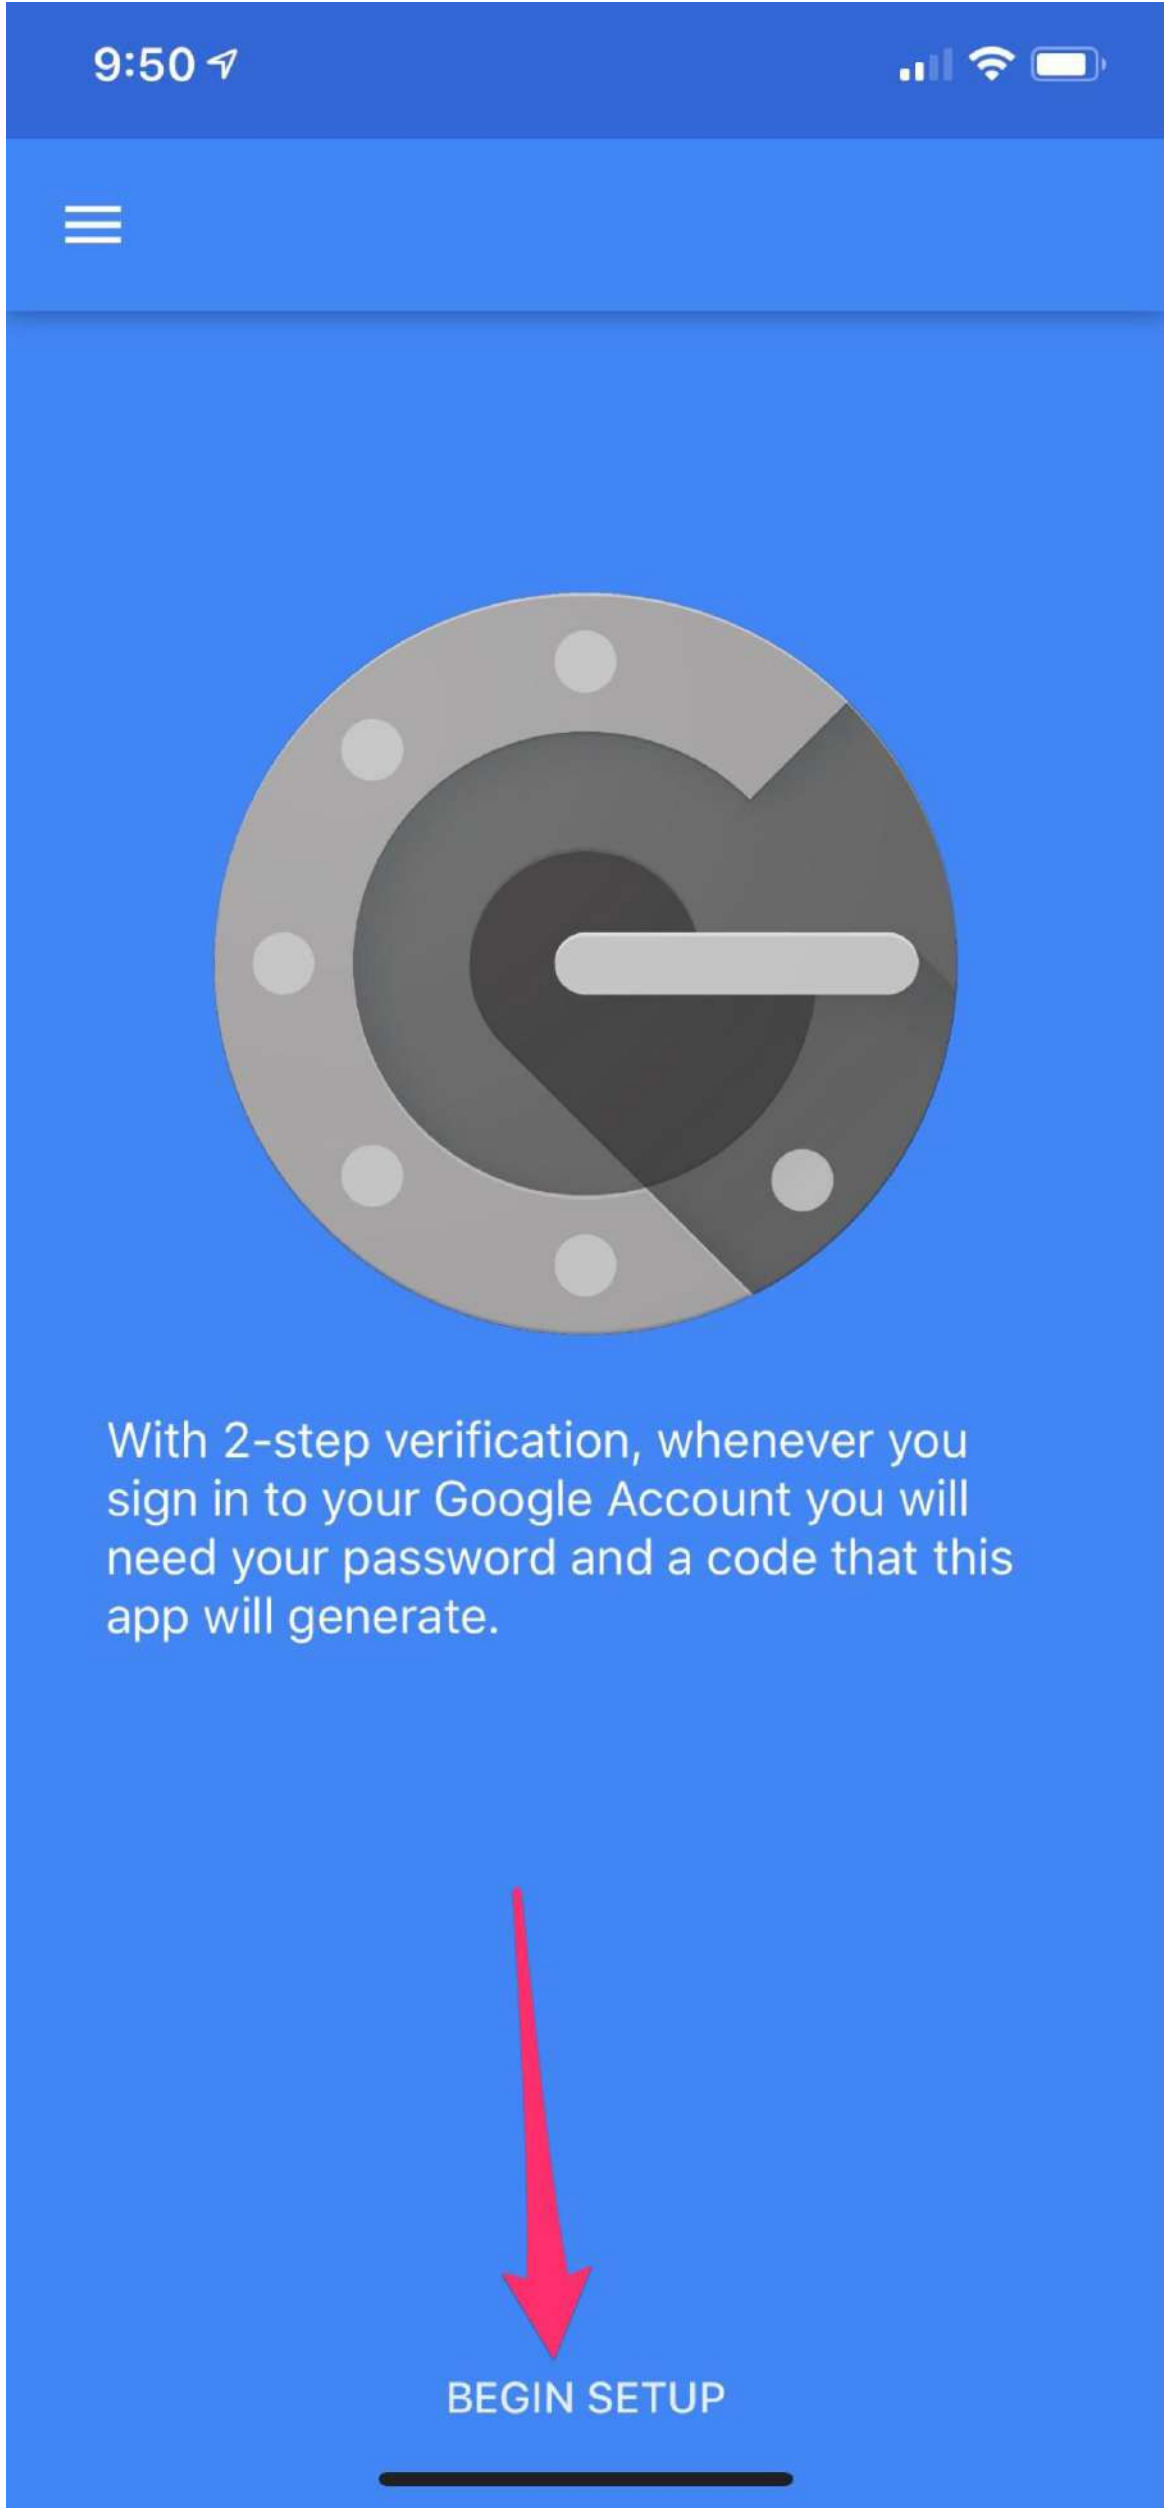 9:50
With 2-step verification, whenever you
sign in to your Google Account you will
need your password and a code that this
app will generate.
BEGIN SETUP